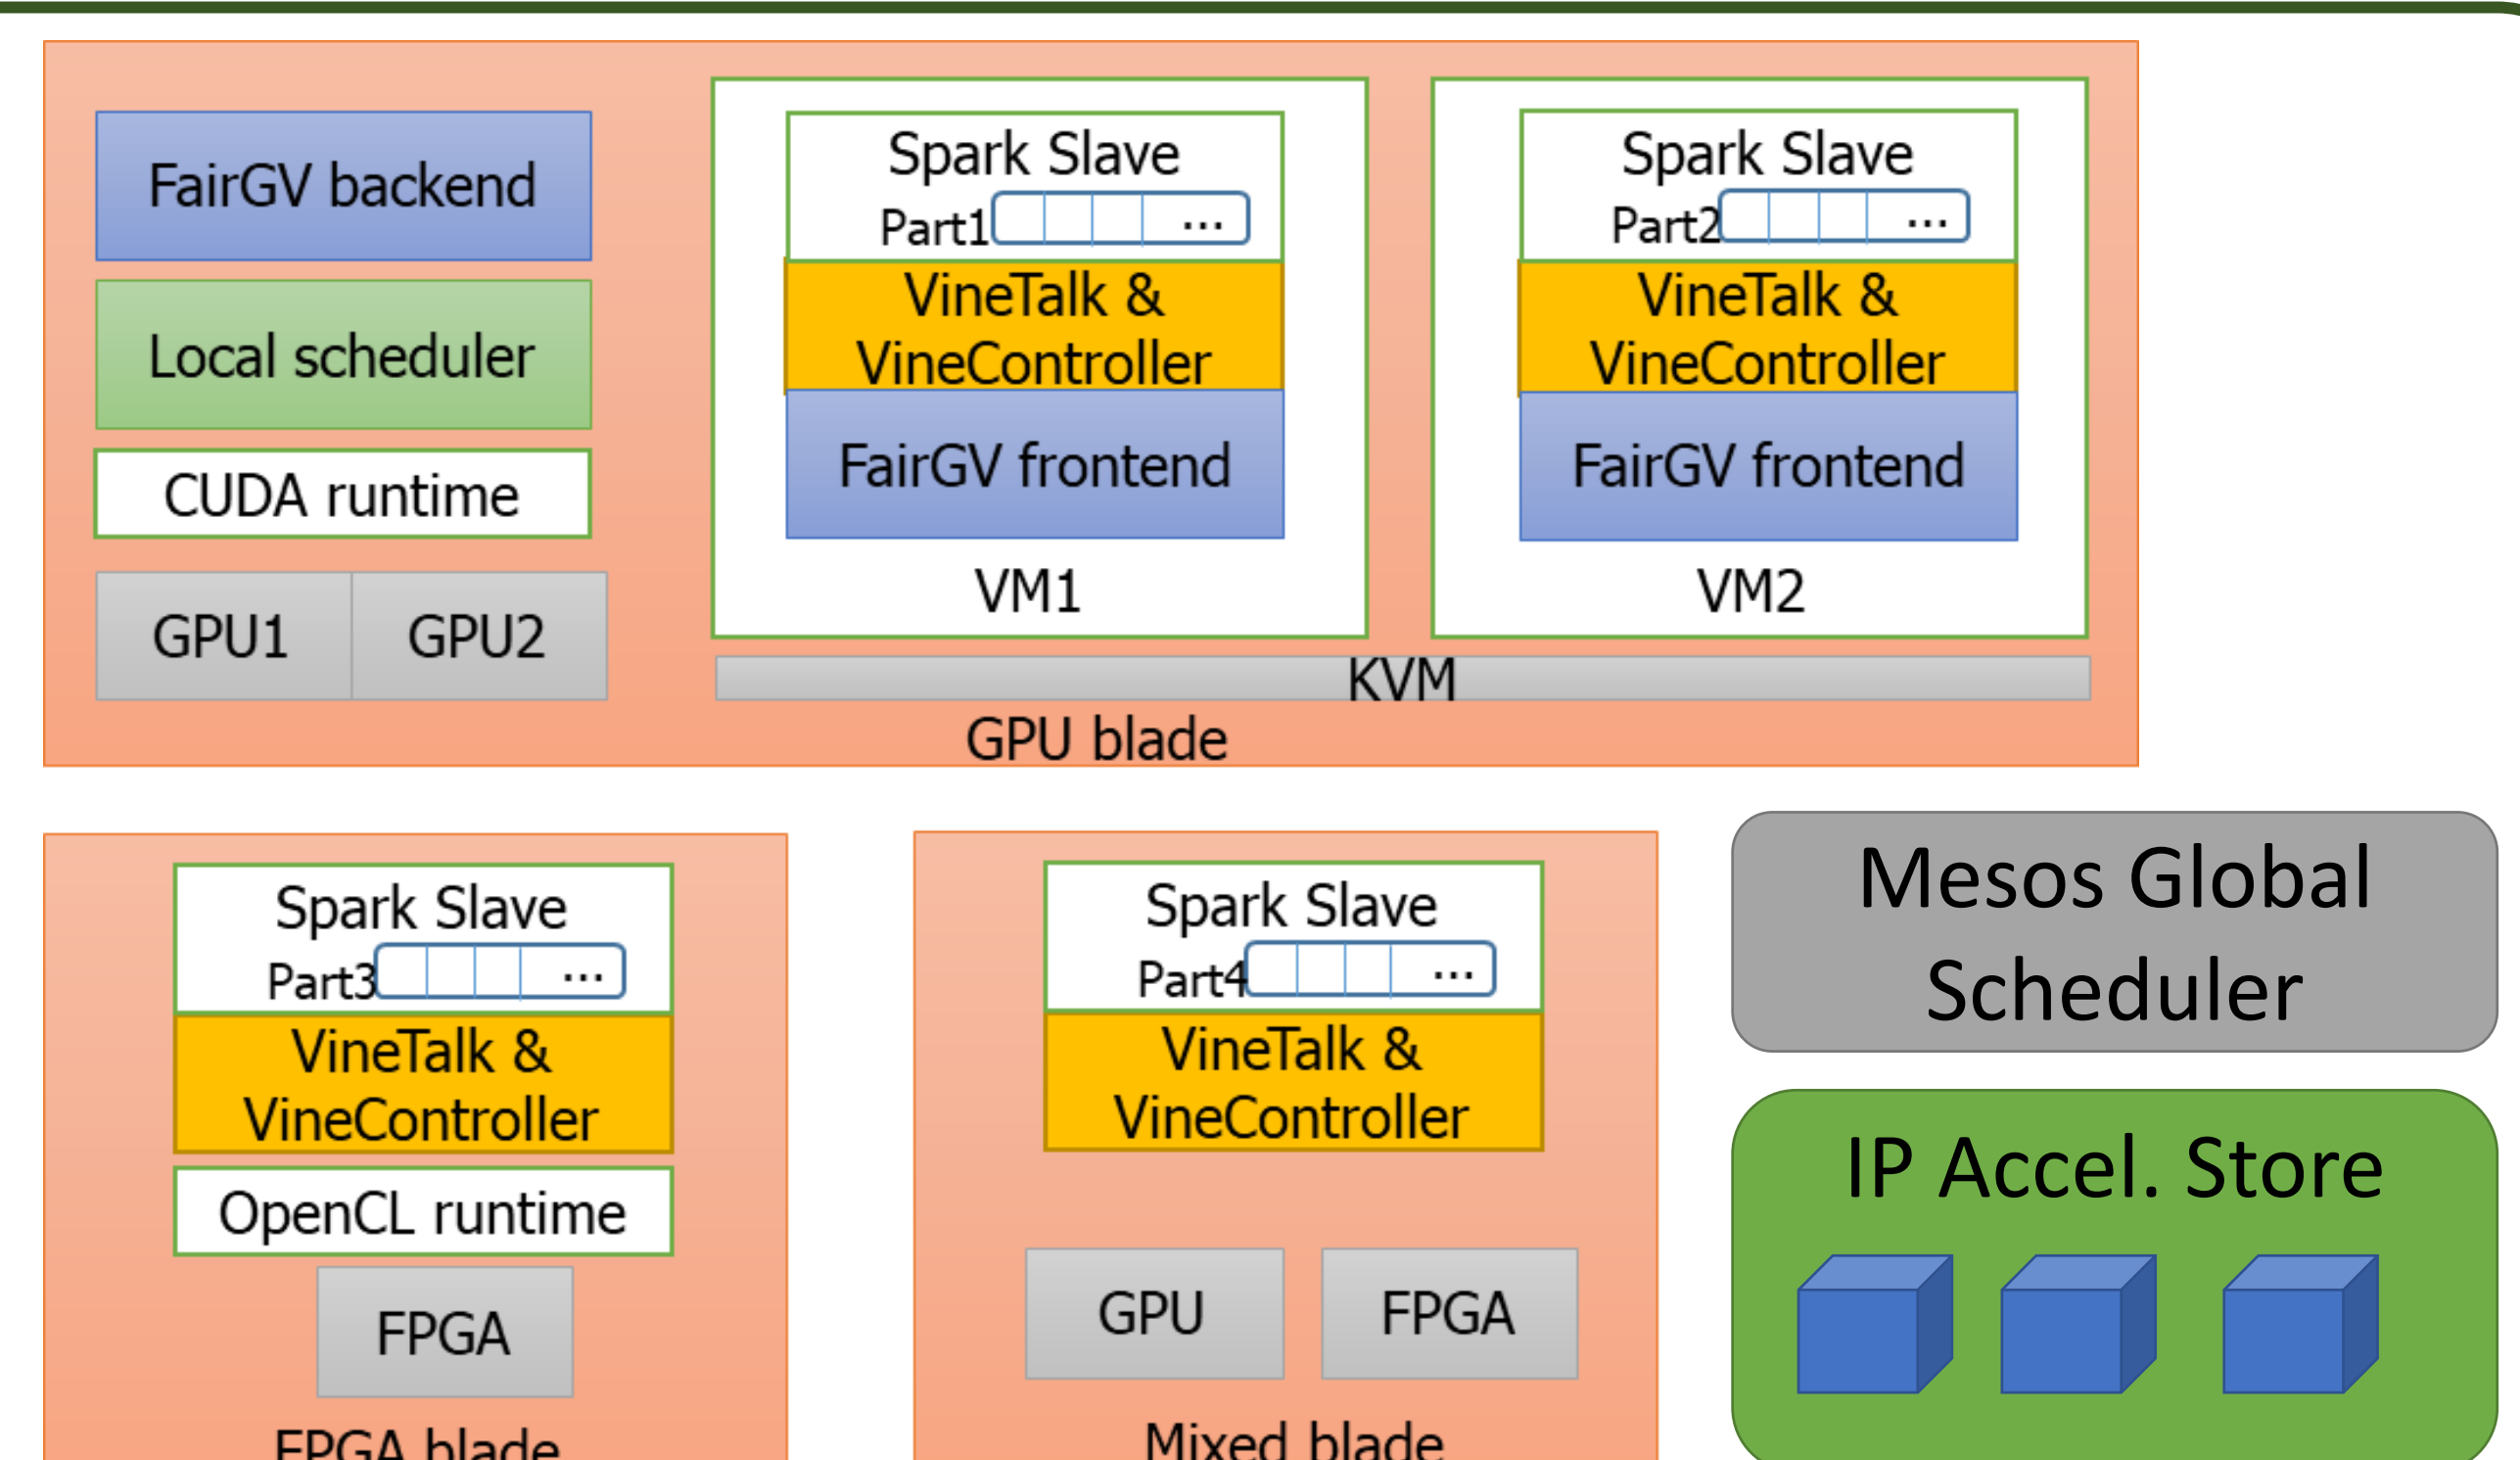 FairGV backend
Local scheduler
CUDA runtime
GPU1
GPU2
Spark Slave
Part1 ...
VineTalk &
VineController
FairGV frontend
VM1
Spark Slave
Part2 ...
VineTalk &
VineController
FairGV frontend
VM2
KVM
GPU blade
Spark Slave
Part3 ...
VineTalk &
VineController
OpenCL runtime
FPGA
FPGA blade
Spark Slave
Part4 ...
VineTalk &
VineController
GPU
FPGA
Mixed blade
Mesos Global
Scheduler
IP Accel. Store